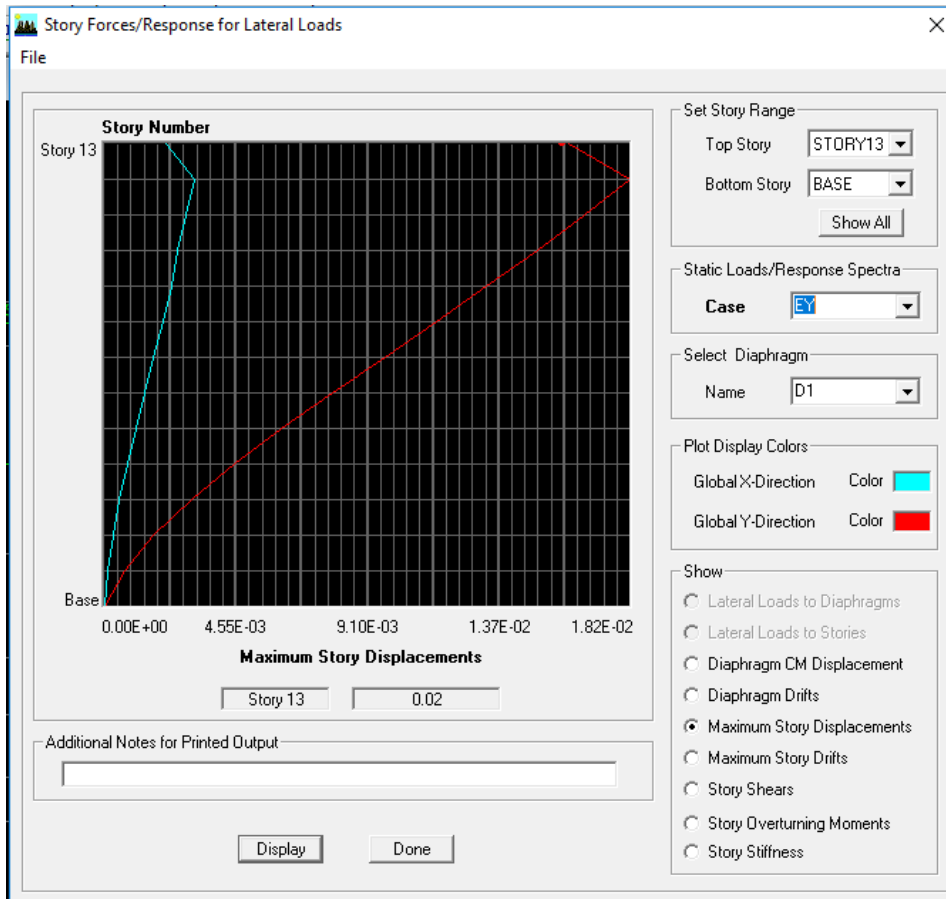 Story Forces/Response for Lateral Loads
File
Story Number
Story 13
Base
0.00E+00 4.55E-03 9.10E-03 1.37E-02 1.82E-02
Maximum Story Displacements
Story 13 0.02
Additional Notes for Printed Output
Display Done
Set Story Range
Top Story STORY13
Bottom Story BASE
Show All
Static Loads/Response Spectra
Case EY
Select Diaphragm
Name D1
Plot Display Colors
Global X-Direction Color
Global Y-Direction Color
Show
Lateral Loads to Diaphragms
Lateral Loads to Stories
Diaphragm CM Displacement
Diaphragm Drifts
Maximum Story Displacements
Maximum Story Drifts
Story Shears
Story Overturning Moments
Story Stiffness